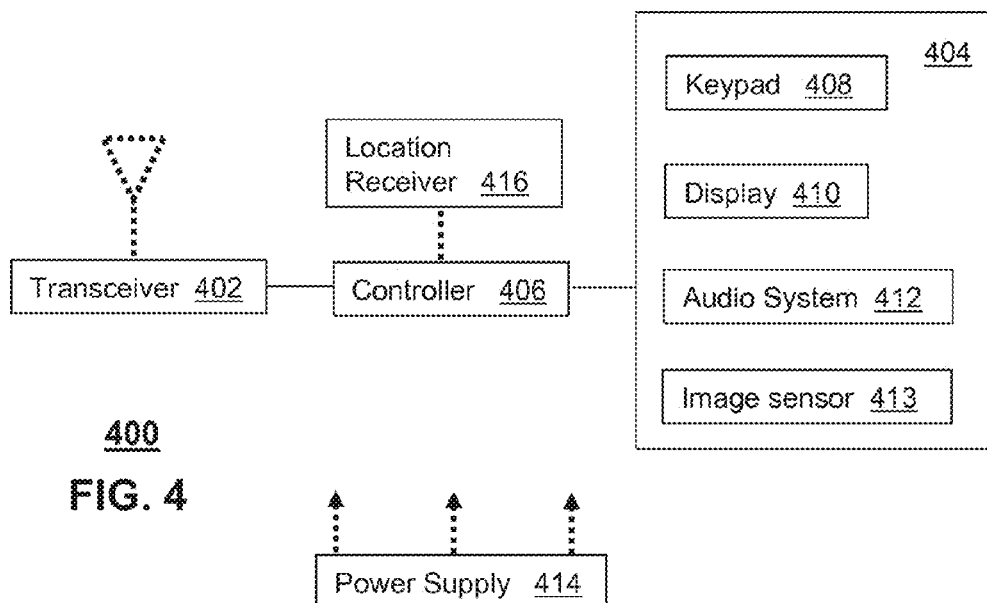 404
Keypad 408
Location
Receiver 416
Display 410
Transceiver 402
Controller 406
Audio System 412
Image sensor 413
400
FIG. 4
Power Supply 414